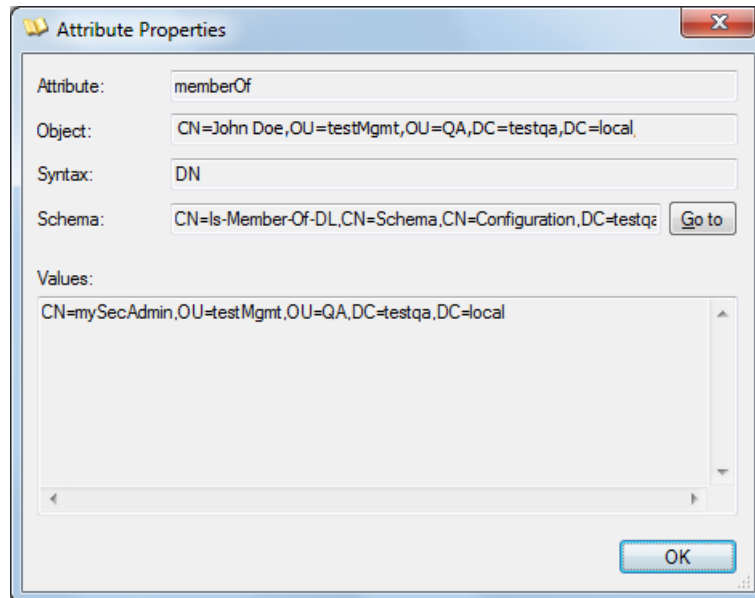 Attribute Properties
Attribute: memberOf
Object: CN=John Doe,OU=testMgmt,OU=QA,DC=testqa,DC=local,
Syntax: DN
Schema: CN=Is-Member-Of-DL,CN=Schema,CN=Configuration,DC=testqa Go to
Values:
CN=mySecAdmin,OU=testMgmt,OU=QA,DC=testqa,DC=local
OK